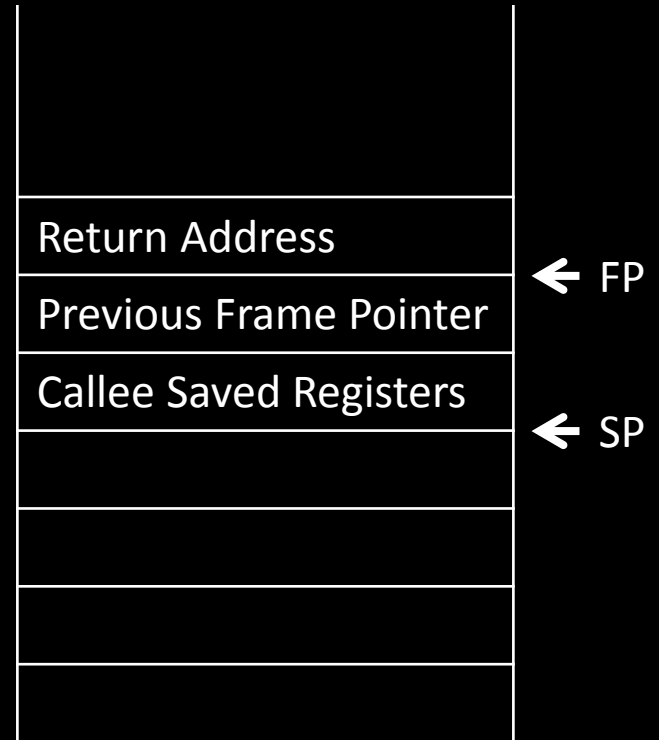 Return Address
FP
Previous Frame Pointer
Callee Saved Registers
SP